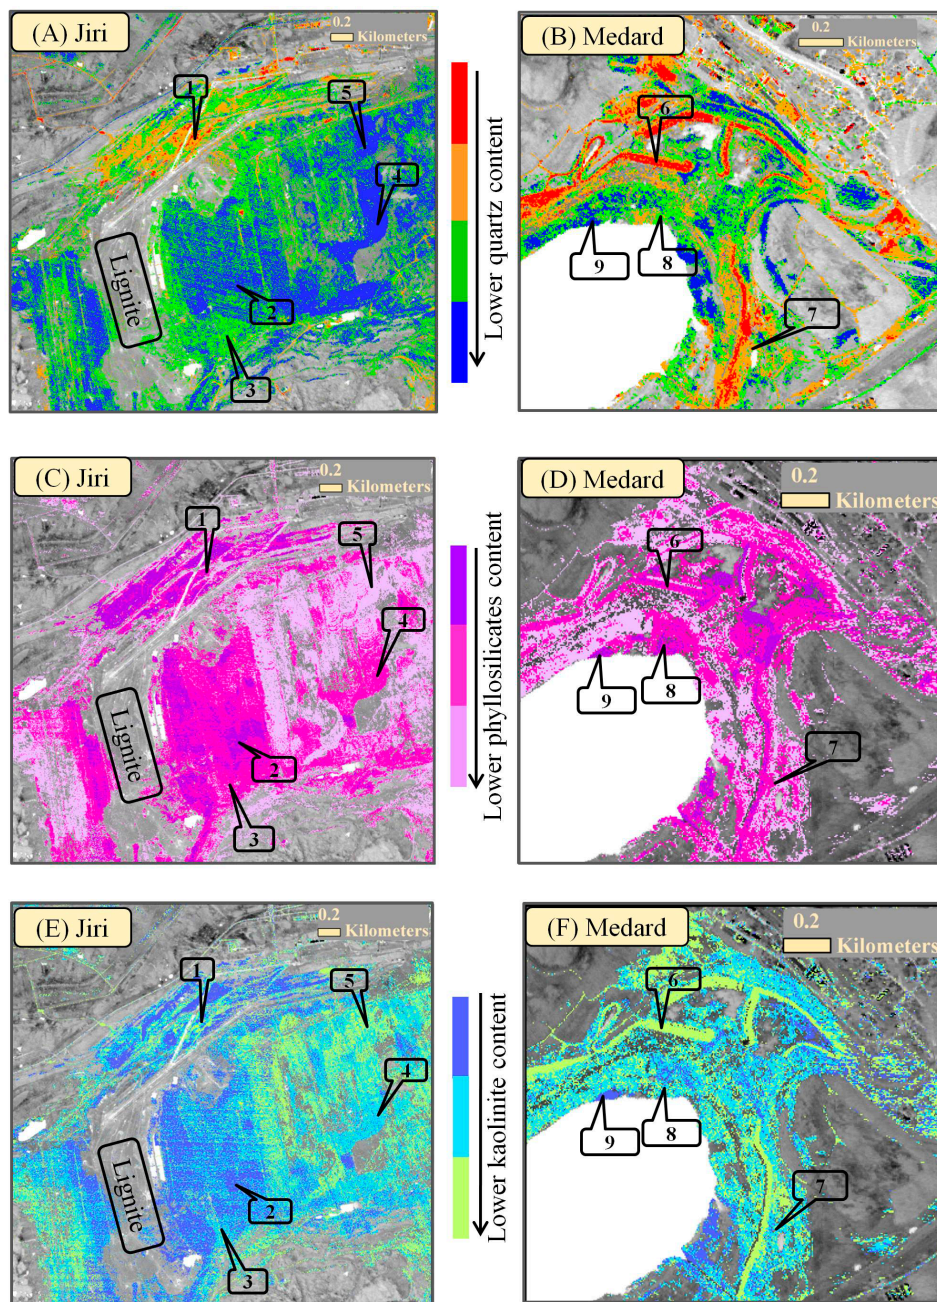 (A) Jiri
0.2
Kilometers
1
5
4
Lignite
2
3
Lower quartz content
(B) Medard
0.2
Kilometers
6
9
8
7
(C) Jiri
0.2
Kilometers
1
5
4
Lignite
2
3
Lower phyllosilicates content
(D) Medard
0.2
Kilometers
6
9
8
7
(E) Jiri
0.2
Kilometers
1
5
4
Lignite
2
3
Lower kaolinite content
(F) Medard
0.2
Kilometers
6
9
8
7